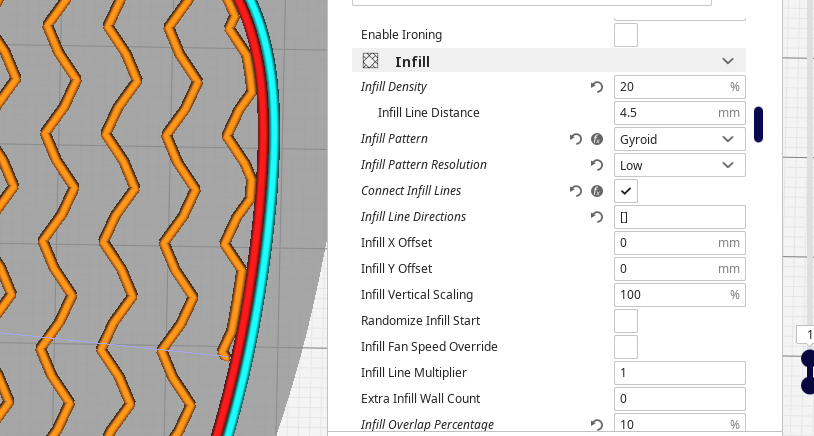 Enable Ironing
Infill
Infill Density 20 %
Infill Line Distance 4.5 mm
Infill Pattern fx Gyroid
Infill Pattern Resolution Low
Connect Infill Lines fx
Infill Line Directions []
Infill X Offset 0 mm
Infill Y Offset 0 mm
Infill Vertical Scaling 100 %
Randomize Infill Start
Infill Fan Speed Override
Infill Line Multiplier 1
Extra Infill Wall Count 0
Infill Overlap Percentage 10 %
1